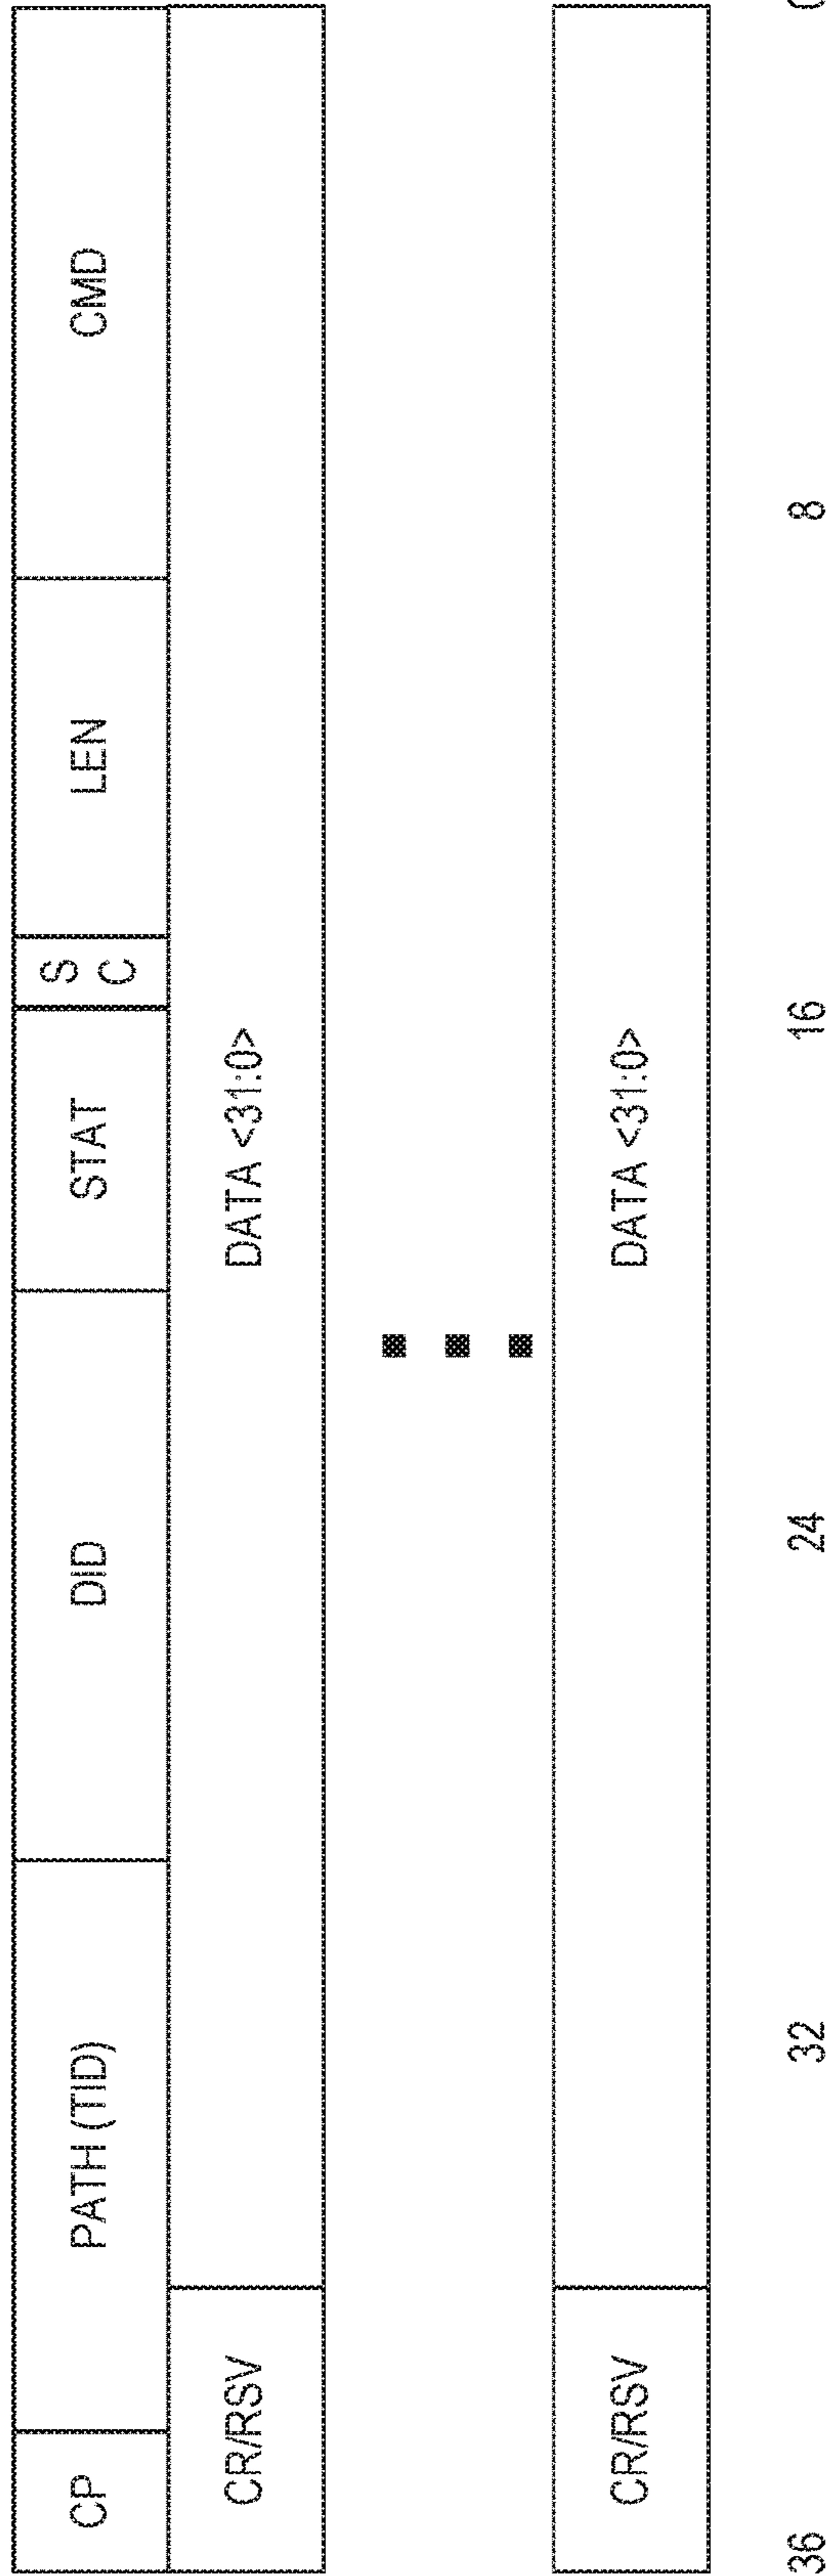 CP PATH (TID) DID STAT SC LEN CMD
CR/RSV DATA <31:0>
CR/RSV DATA <31:0>
36 32 24 16 8